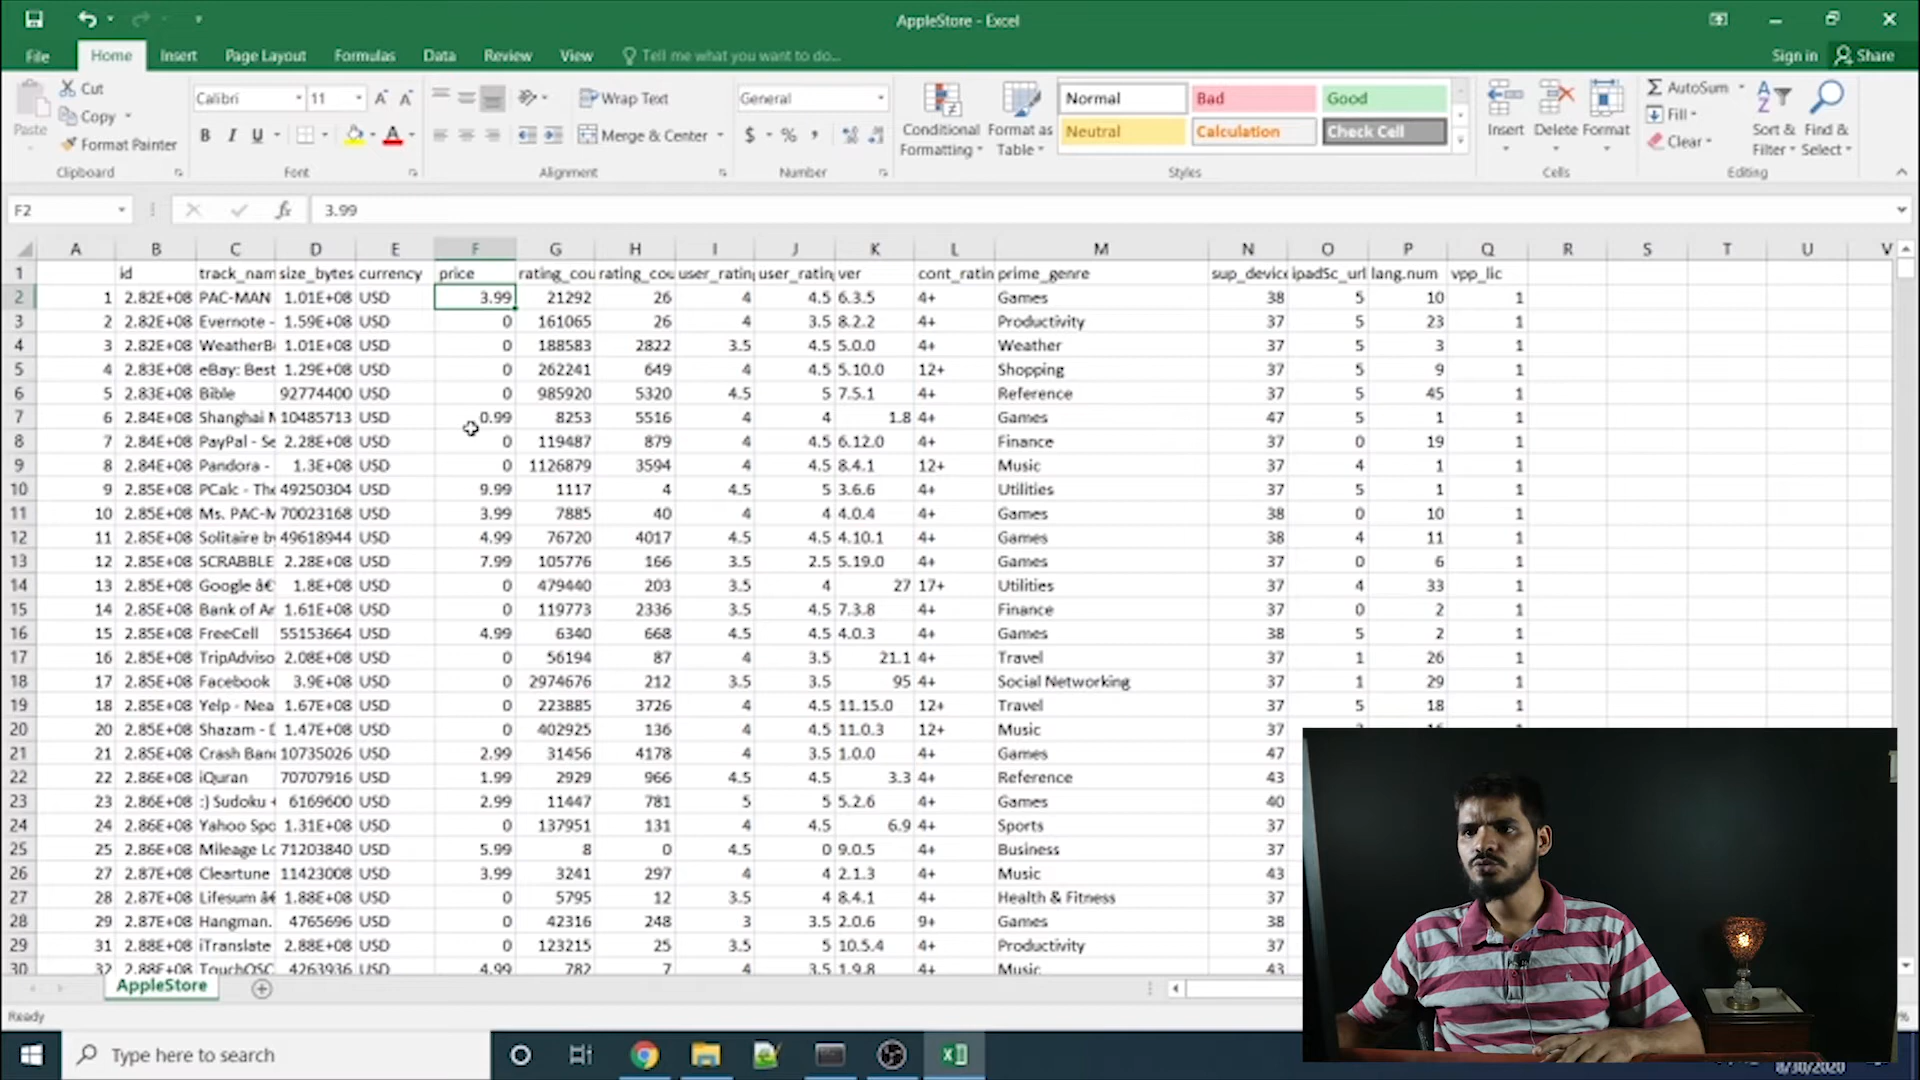 AppleStore - Excel
File Home Insert Page Layout Formulas Data Review View Tell me what you want to do... Sign in Share
Paste Cut Copy Format Painter Clipboard
Calibri 11 B I U Font
Wrap Text Merge & Center Alignment
General $ % , Number
Conditional Formatting Format as Table
Normal Bad Good Neutral Calculation Check Cell Styles
Insert Delete Format Cells
AutoSum Fill Clear Sort & Filter Find & Select Editing
F2 fx 3.99
A B C D E F G H I J K L M N O P Q R S T U V
1 id track_nam size_bytes currency price rating_cou rating_cou user_rating user_rating ver cont_ratin prime_genre sup_device ipadSc_url lang.num vpp_lic
2 1 2.82E+08 PAC-MAN 1.01E+08 USD 3.99 21292 26 4 4.5 6.3.5 4+ Games 38 5 10 1
3 2 2.82E+08 Evernote - 1.59E+08 USD 0 161065 26 4 3.5 8.2.2 4+ Productivity 37 5 23 1
4 3 2.82E+08 WeatherB 1.01E+08 USD 0 188583 2822 3.5 4.5 5.0.0 4+ Weather 37 5 3 1
5 4 2.83E+08 eBay: Best 1.29E+08 USD 0 262241 649 4 4.5 5.10.0 12+ Shopping 37 5 9 1
6 5 2.83E+08 Bible 92774400 USD 0 985920 5320 4.5 5 7.5.1 4+ Reference 37 5 45 1
7 6 2.84E+08 Shanghai M 10485713 USD 0.99 8253 5516 4 4 1.8 4+ Games 47 5 1 1
8 7 2.84E+08 PayPal - Se 2.28E+08 USD 0 119487 879 4 4.5 6.12.0 4+ Finance 37 0 19 1
9 8 2.84E+08 Pandora - 1.3E+08 USD 0 1126879 3594 4 4.5 8.4.1 12+ Music 37 4 1 1
10 9 2.85E+08 PCalc - The 49250304 USD 9.99 1117 4 4.5 5 3.6.6 4+ Utilities 37 5 1 1
11 10 2.85E+08 Ms. PAC-M 70023168 USD 3.99 7885 40 4 4 4.0.4 4+ Games 38 0 10 1
12 11 2.85E+08 Solitaire by 49618944 USD 4.99 76720 4017 4.5 4.5 4.10.1 4+ Games 38 4 11 1
13 12 2.85E+08 SCRABBLE 2.28E+08 USD 7.99 105776 166 3.5 2.5 5.19.0 4+ Games 37 0 6 1
14 13 2.85E+08 Google â€ 1.8E+08 USD 0 479440 203 3.5 4 27 17+ Utilities 37 4 33 1
15 14 2.85E+08 Bank of Am 1.61E+08 USD 0 119773 2336 3.5 4.5 7.3.8 4+ Finance 37 0 2 1
16 15 2.85E+08 FreeCell 55153664 USD 4.99 6340 668 4.5 4.5 4.0.3 4+ Games 38 5 2 1
17 16 2.85E+08 TripAdviso 2.08E+08 USD 0 56194 87 4 3.5 21.1 4+ Travel 37 1 26 1
18 17 2.85E+08 Facebook 3.9E+08 USD 0 2974676 212 3.5 3.5 95 4+ Social Networking 37 1 29 1
19 18 2.85E+08 Yelp - Nea 1.67E+08 USD 0 223885 3726 4 4.5 11.15.0 12+ Travel 37 5 18 1
20 20 2.85E+08 Shazam - D 1.47E+08 USD 0 402925 136 4 4.5 11.0.3 12+ Music 37
21 21 2.85E+08 Crash Band 10735026 USD 2.99 31456 4178 4 3.5 1.0.0 4+ Games 47
22 22 2.86E+08 iQuran 70707916 USD 1.99 2929 966 4.5 4.5 3.3 4+ Reference 43
23 23 2.86E+08 :) Sudoku + 6169600 USD 2.99 11447 781 5 5 5.2.6 4+ Games 40
24 24 2.86E+08 Yahoo Spo 1.31E+08 USD 0 137951 131 4 4.5 6.9 4+ Sports 37
25 25 2.86E+08 Mileage Lo 71203840 USD 5.99 8 0 4.5 0 9.0.5 4+ Business 37
26 27 2.87E+08 Cleartune 11423008 USD 3.99 3241 297 4 4 2.1.3 4+ Music 43
27 28 2.87E+08 Lifesum â€ 1.88E+08 USD 0 5795 12 3.5 4 8.4.1 4+ Health & Fitness 37
28 29 2.87E+08 Hangman. 4765696 USD 0 42316 248 3 3.5 2.0.6 9+ Games 38
29 31 2.88E+08 iTranslate 2.88E+08 USD 0 123215 25 3.5 5 10.5.4 4+ Productivity 37
30 32 2.88E+08 TouchOSC 4263936 USD 4.99 782 7 4 3.5 1.9.8 4+ Music 43
AppleStore
Ready %
Type here to search
8/30/2020